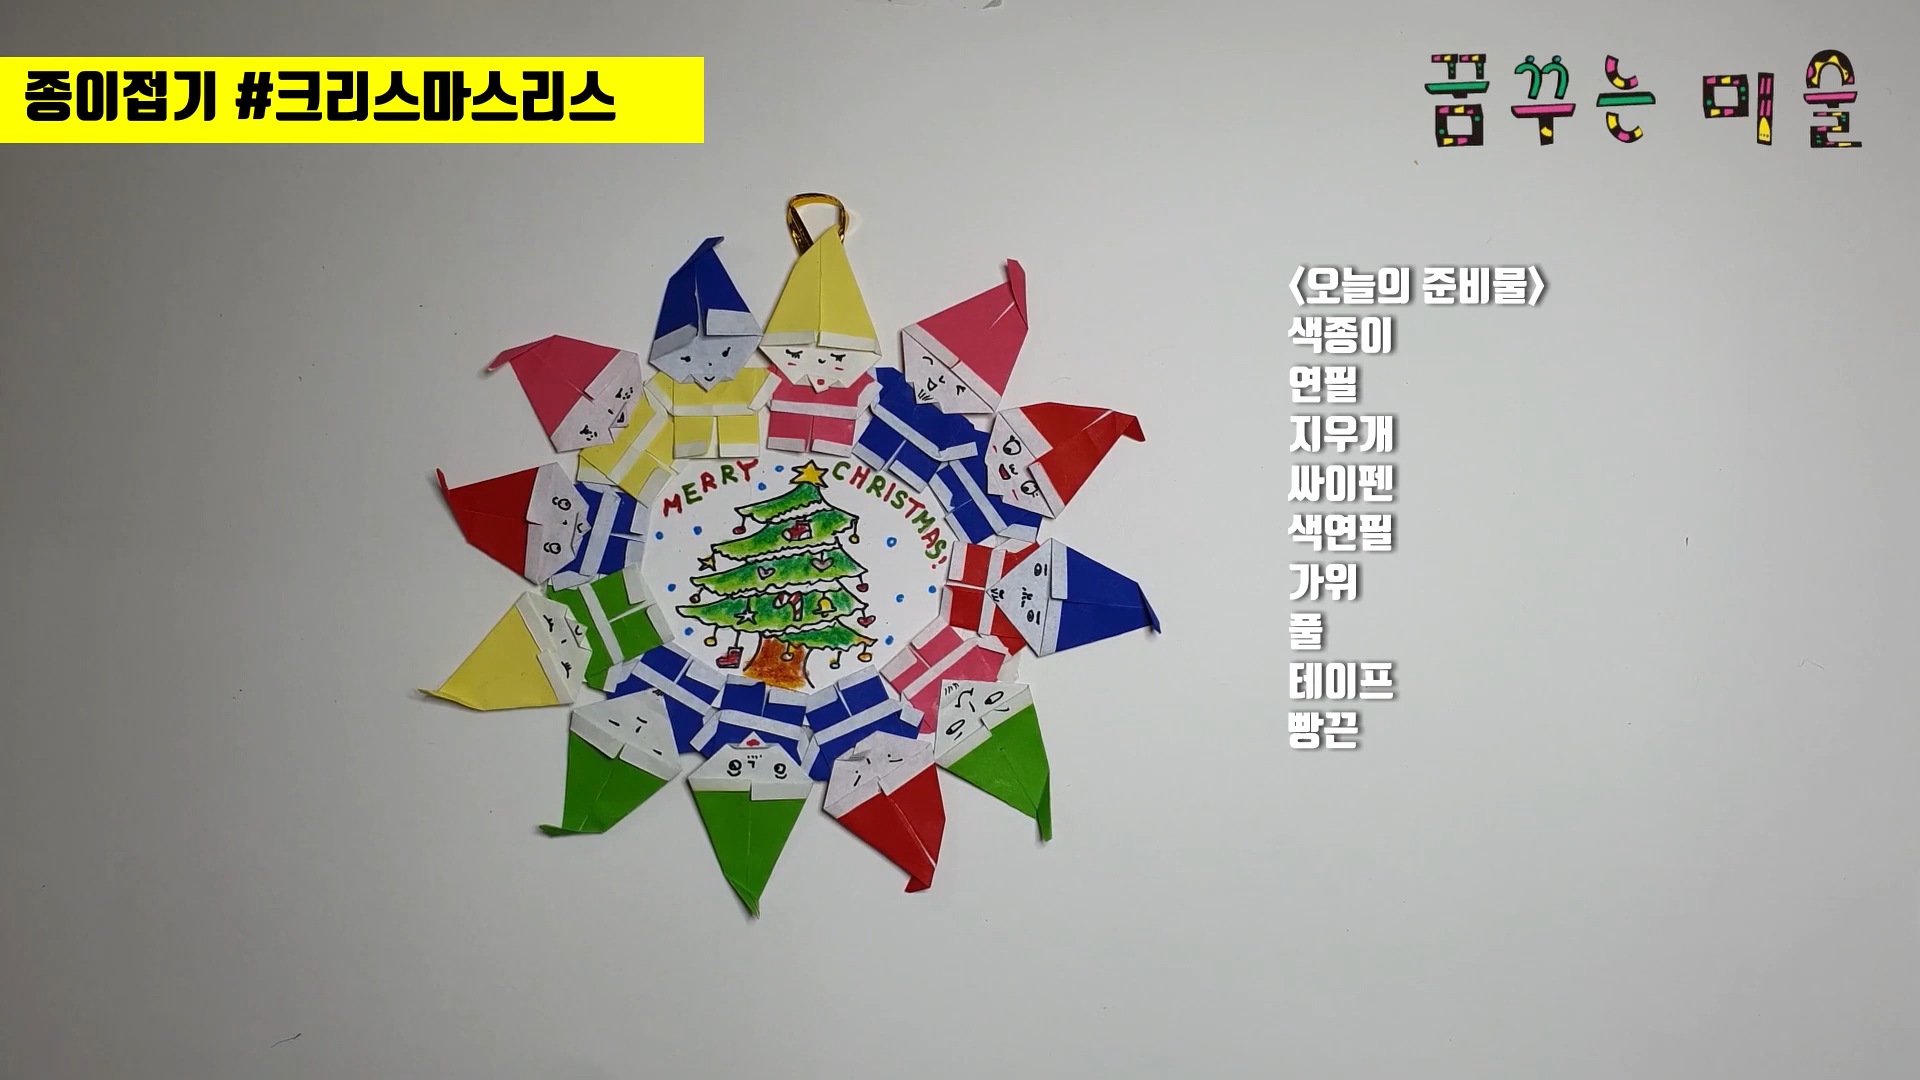 종이접기 #크리스마스리스
꿈꾸는 미술
<오늘의 준비물>
색종이
연필
지우개
싸이펜
색연필
가위
풀
테이프
빵끈
MERRY CHRISTMAS!